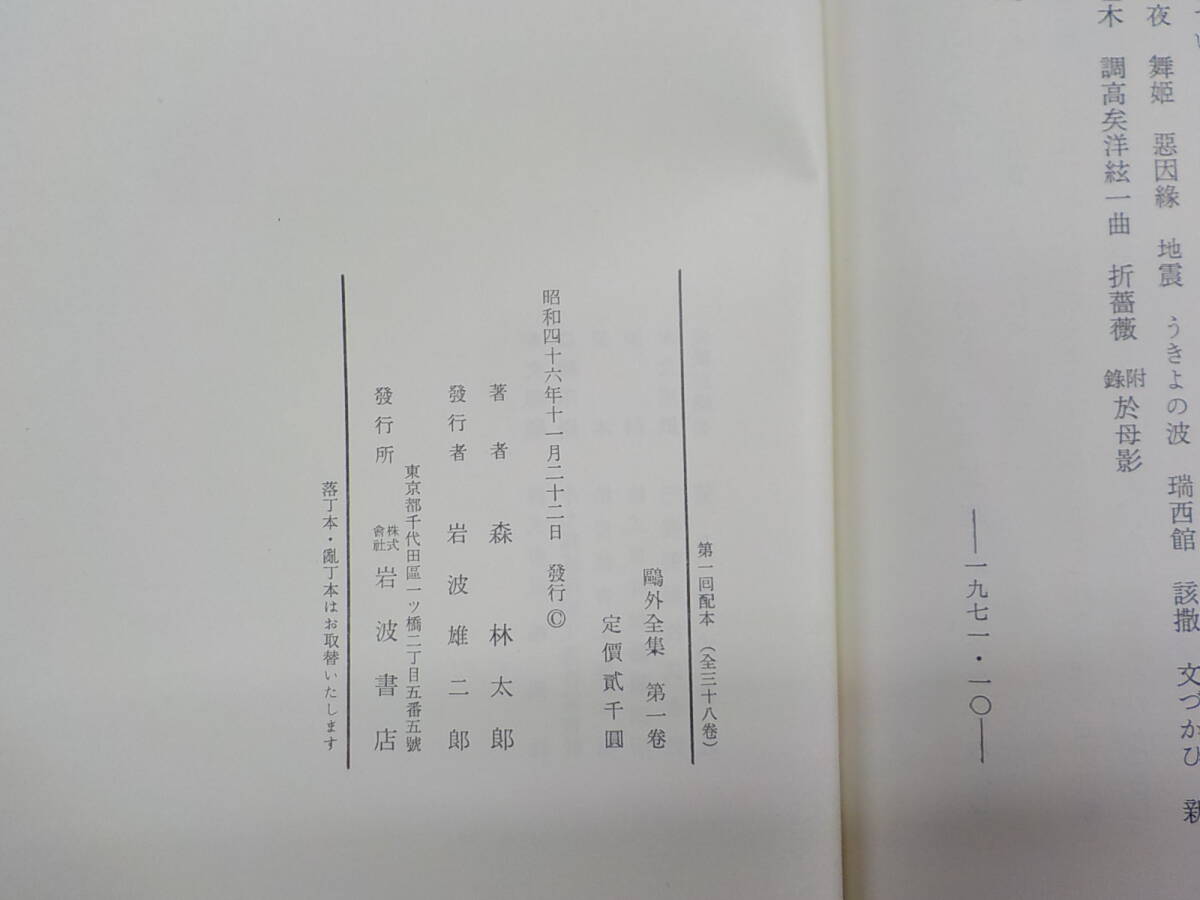 夜　舞姬　惡因緣　地震　うきよの波　瑞西館　該撒　文づかひ　新
木　調高矣洋絃一曲　折薔薇　附錄　於母影
―一九七一・一〇―
第一囘配本　（全三十八卷）
鷗外全集　第一卷
定價貳千圓
昭和四十六年十一月二十二日　發行©
著者　森林太郎
發行者　岩波雄二郎
東京都千代田區一ツ橋二丁目五番五號
發行所　株式會社　岩波書店
落丁本・亂丁本はお取替いたします